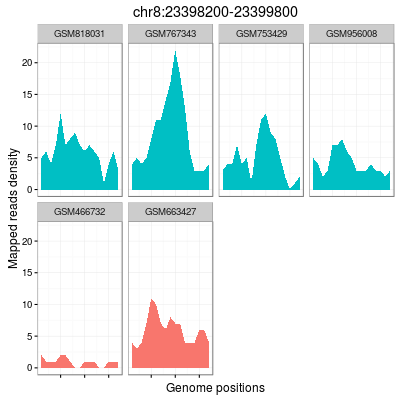 chr8:23398200-23399800
GSM818031 GSM767343 GSM753429 GSM956008
20
15
10
5
0
Mapped reads density
GSM466732 GSM663427
20
15
10
5
0
Genome positions